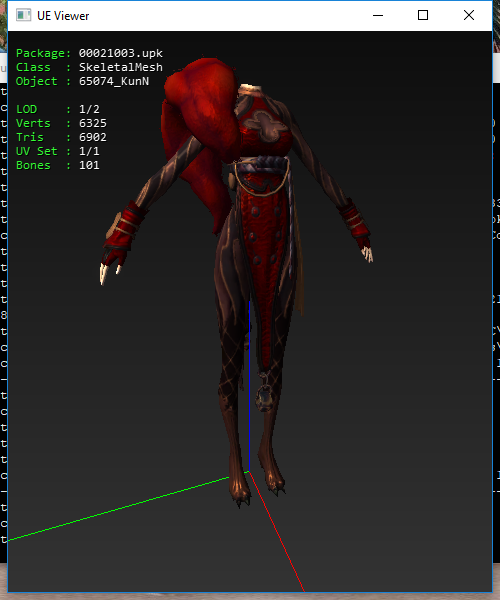 UE Viewer
Package: 00021003.upk
Class : SkeletalMesh
Object : 65074_KunN
LOD : 1/2
Verts : 6325
Tris : 6902
UV Set : 1/1
Bones : 101